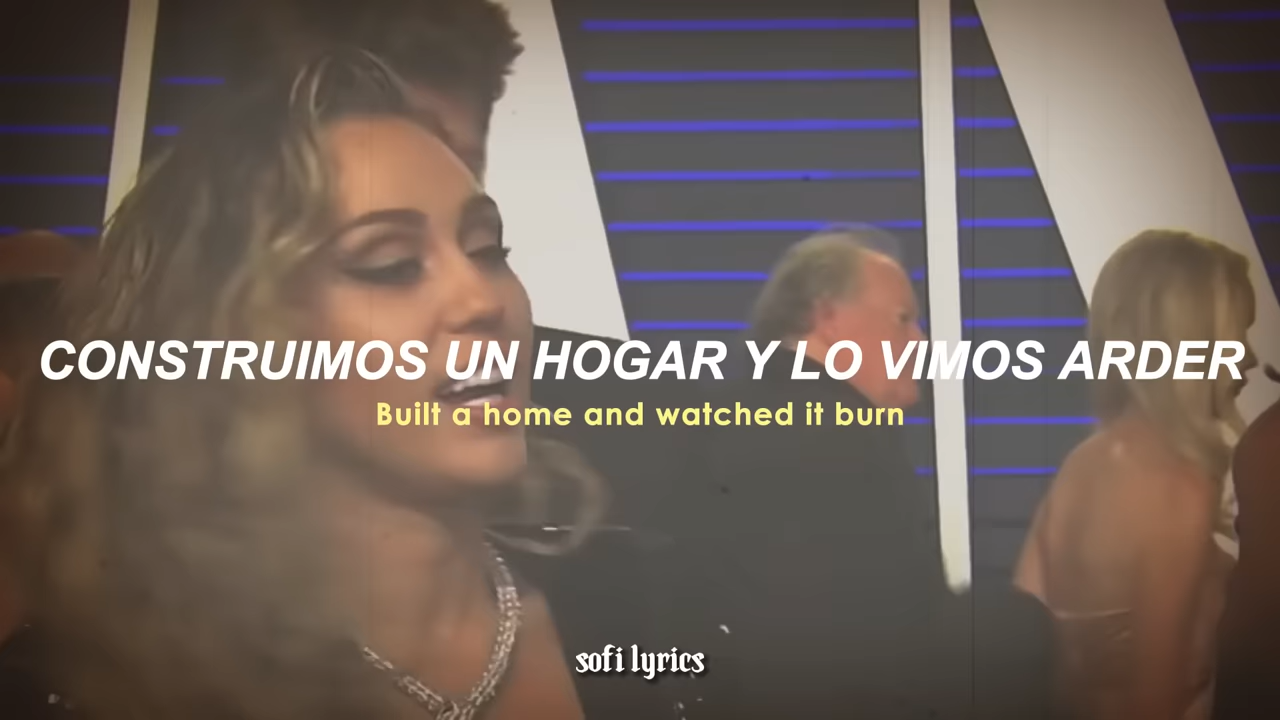 CONSTRUIMOS UN HOGAR Y LO VIMOS ARDER
Built a home and watched it burn
sofi lyrics